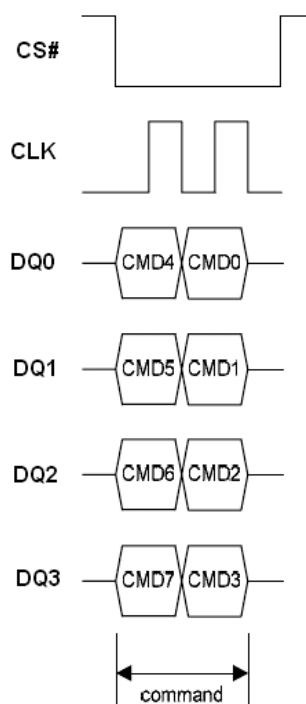 CS#
CLK
DQ0 CMD4 CMD0
DQ1 CMD5 CMD1
DQ2 CMD6 CMD2
DQ3 CMD7 CMD3
command